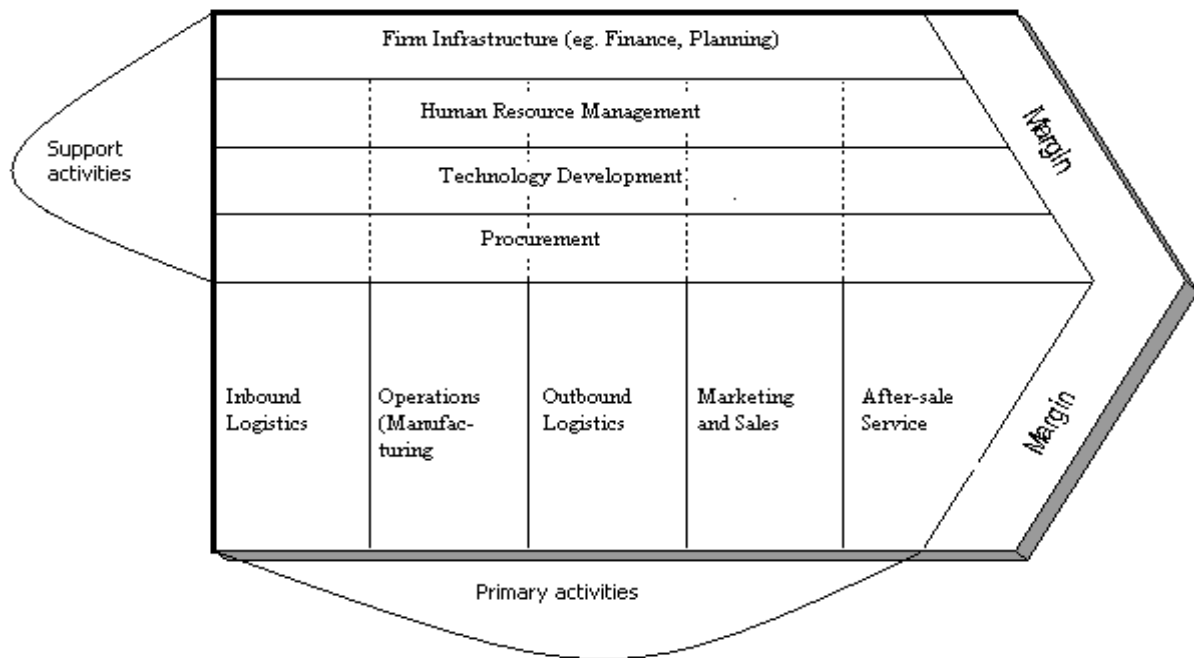 Firm Infrastructure (eg. Finance, Planning)
Human Resource Management
Support
activities
Technology Development
Procurement
Margin
Inbound
Logistics
Operations
(Manufac-
turing
Outbound
Logistics
Marketing
and Sales
After-sale
Service
Margin
Primary activities